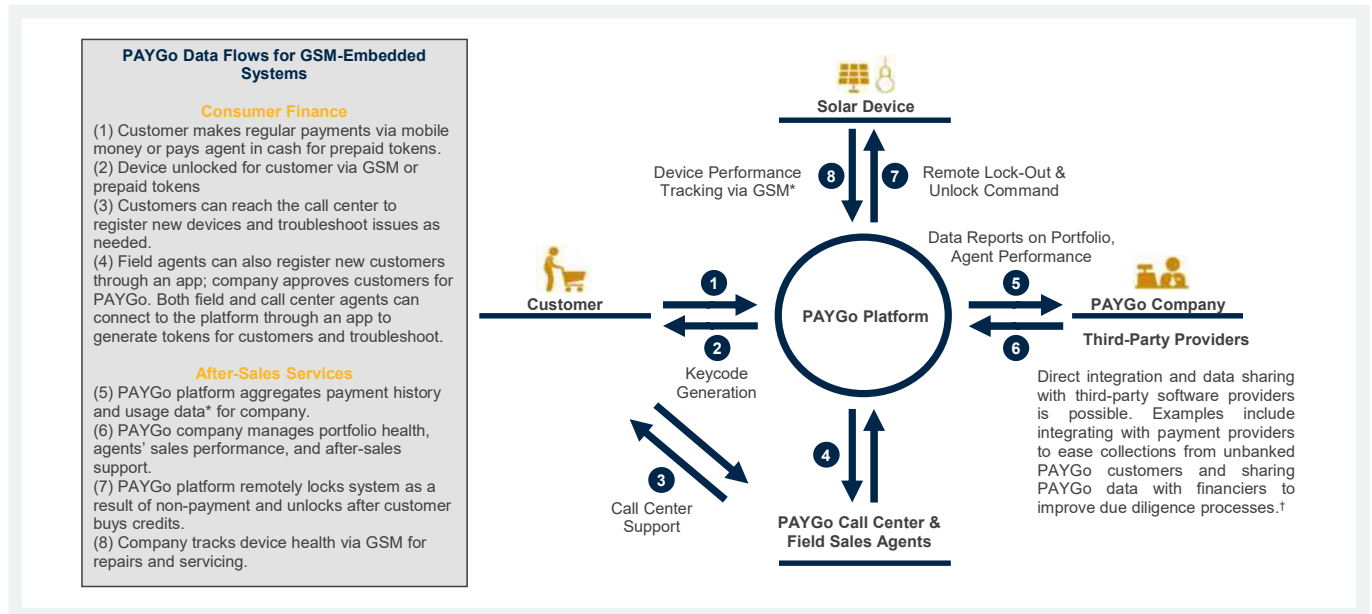 PAYGo Data Flows for GSM-Embedded
Systems
Consumer Finance
(1) Customer makes regular payments via mobile
money or pays agent in cash for prepaid tokens.
(2) Device unlocked for customer via GSM or
prepaid tokens
(3) Customers can reach the call center to
register new devices and troubleshoot issues as
needed.
(4) Field agents can also register new customers
through an app; company approves customers for
PAYGo. Both field and call center agents can
connect to the platform through an app to
generate tokens for customers and troubleshoot.
After-Sales Services
(5) PAYGo platform aggregates payment history
and usage data* for company.
(6) PAYGo company manages portfolio health,
agents' sales performance, and after-sales
support.
(7) PAYGo platform remotely locks system as a
result of non-payment and unlocks after customer
buys credits.
(8) Company tracks device health via GSM for
repairs and servicing.
Solar Device
Device Performance
Tracking via GSM*
8
7
Remote Lock-Out &
Unlock Command
Customer
1
2
Keycode
Generation
PAYGo Platform
Data Reports on Portfolio,
Agent Performance
5
6
PAYGo Company
Third-Party Providers
Direct integration and data sharing
with third-party software providers
is possible. Examples include
integrating with payment providers
to ease collections from unbanked
PAYGo customers and sharing
PAYGo data with financiers to
improve due diligence processes.†
3
Call Center
Support
4
PAYGo Call Center &
Field Sales Agents